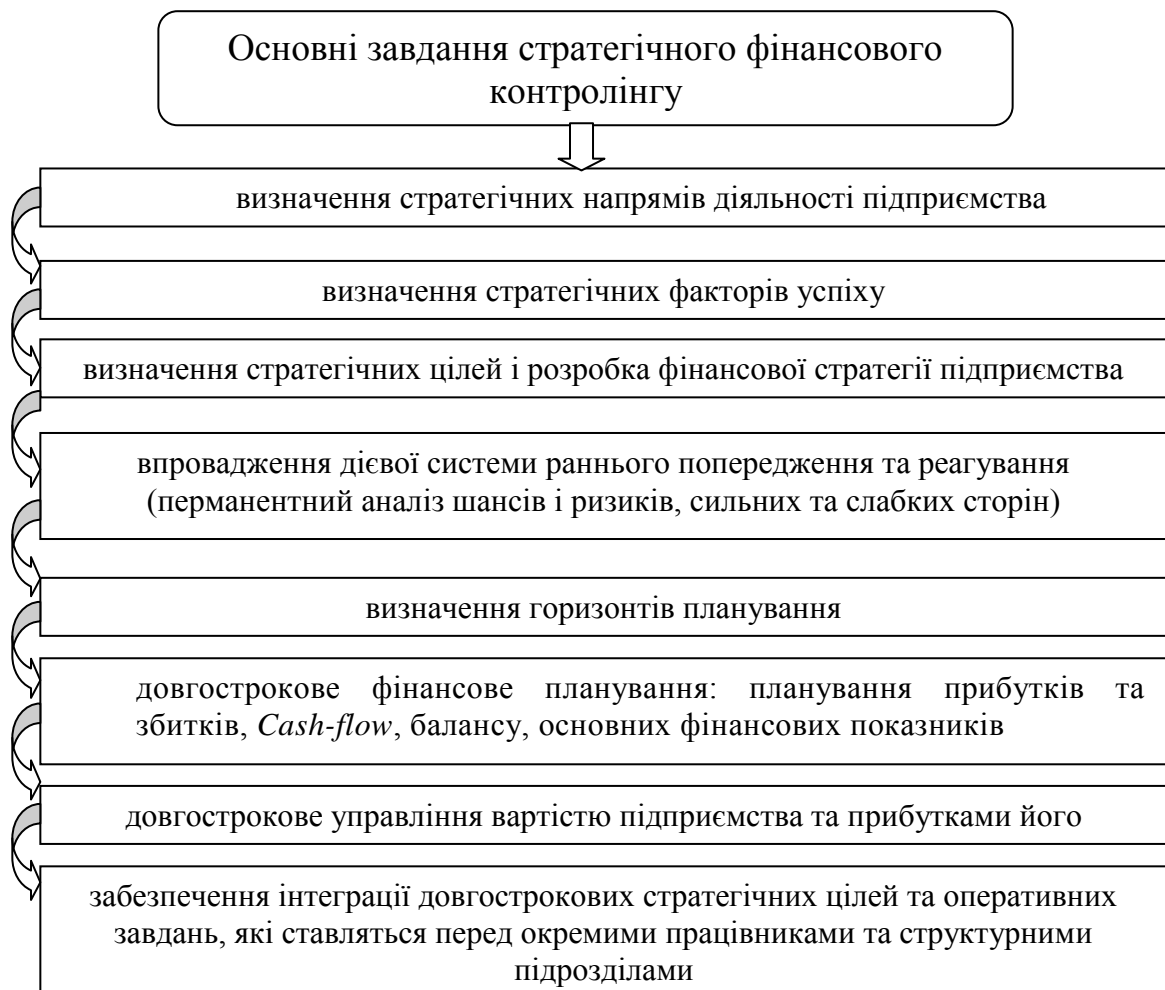 Основні завдання стратегічного фінансового
контролінгу
визначення стратегічних напрямів діяльності підприємства
визначення стратегічних факторів успіху
визначення стратегічних цілей і розробка фінансової стратегії підприємства
впровадження дієвої системи раннього попередження та реагування
(перманентний аналіз шансів і ризиків, сильних та слабких сторін)
визначення горизонтів планування
довгострокове фінансове планування: планування прибутків та
збитків, Cash-flow, балансу, основних фінансових показників
довгострокове управління вартістю підприємства та прибутками його
забезпечення інтеграції довгострокових стратегічних цілей та оперативних
завдань, які ставляться перед окремими працівниками та структурними
підрозділами